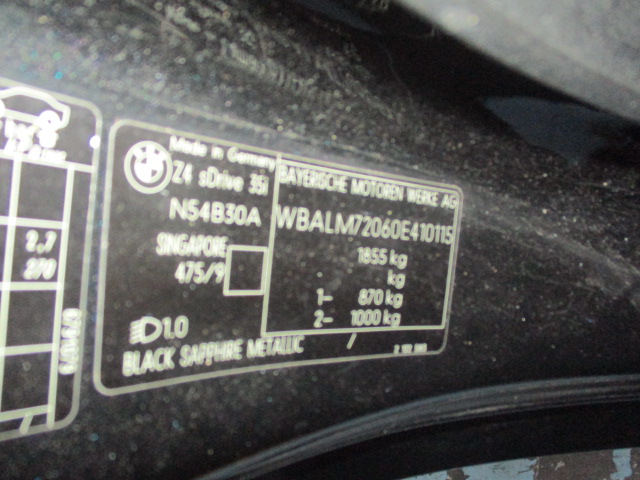 Made in Germany
Z4 sDrive 35i
N54B30A
SINGAPORE
475/9
1.0
BLACK SAPPHIRE METALLIC
/
BAYERISCHE MOTOREN WERKE AG
WBALM72060E410115
1855 kg
kg
1- 870 kg
2- 1000 kg
2,7
270